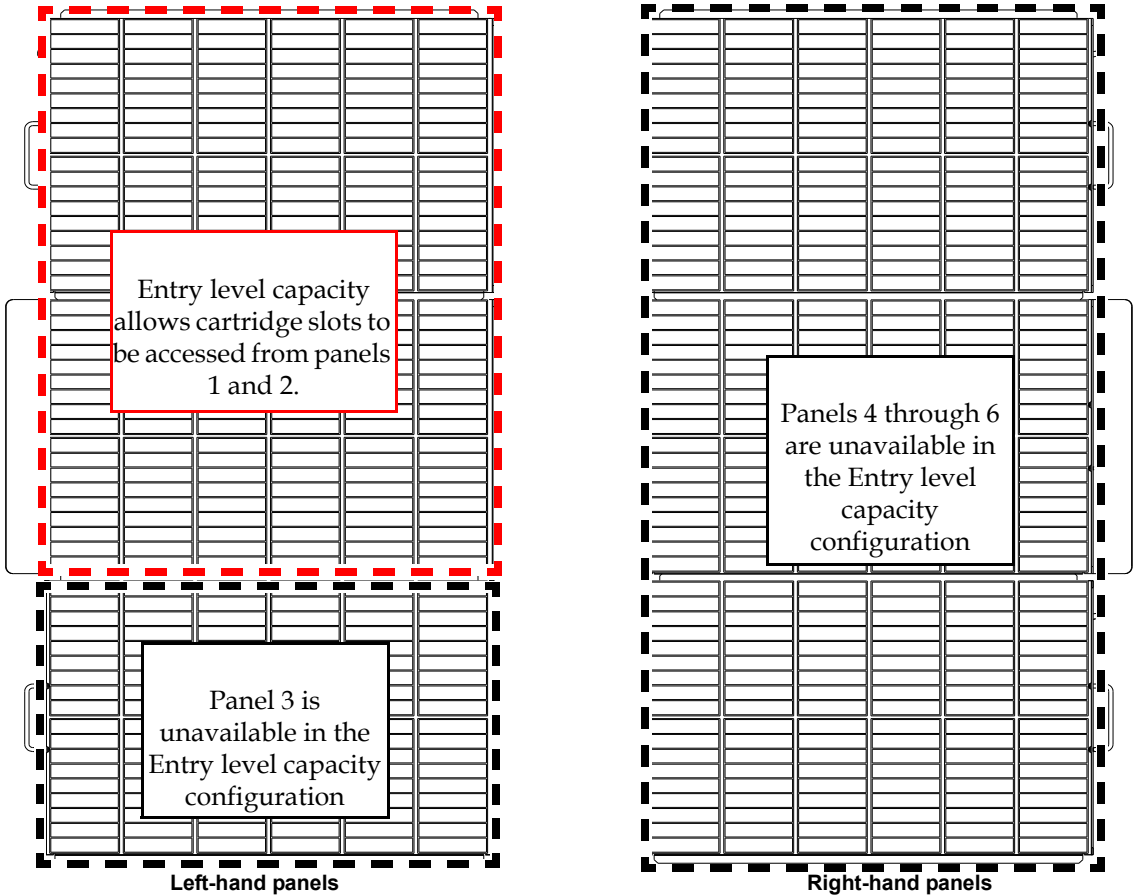 Entry level capacity
allows cartridge slots to
be accessed from panels
1 and 2.
Panel 3 is
unavailable in the
Entry level capacity
configuration
Left-hand panels
Panels 4 through 6
are unavailable in
the Entry level
capacity
configuration
Right-hand panels